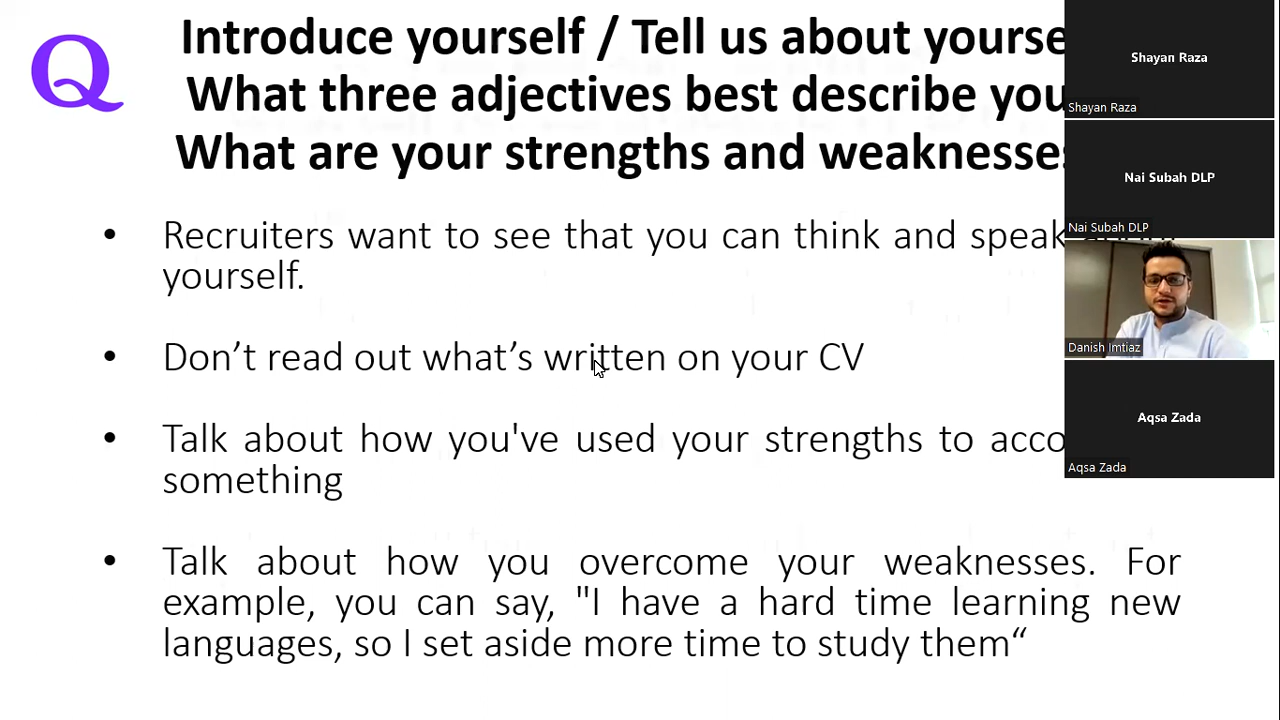 Q
Introduce yourself / Tell us about yourse
What three adjectives best describe you
What are your strengths and weaknesses
• Recruiters want to see that you can think and speak
yourself.
• Don’t read out what’s written on your CV
• Talk about how you've used your strengths to acco
something
• Talk about how you overcome your weaknesses. For
example, you can say, "I have a hard time learning new
languages, so I set aside more time to study them“
Shayan Raza
Shayan Raza
Nai Subah DLP
Nai Subah DLP
Danish Imtiaz
Aqsa Zada
Aqsa Zada